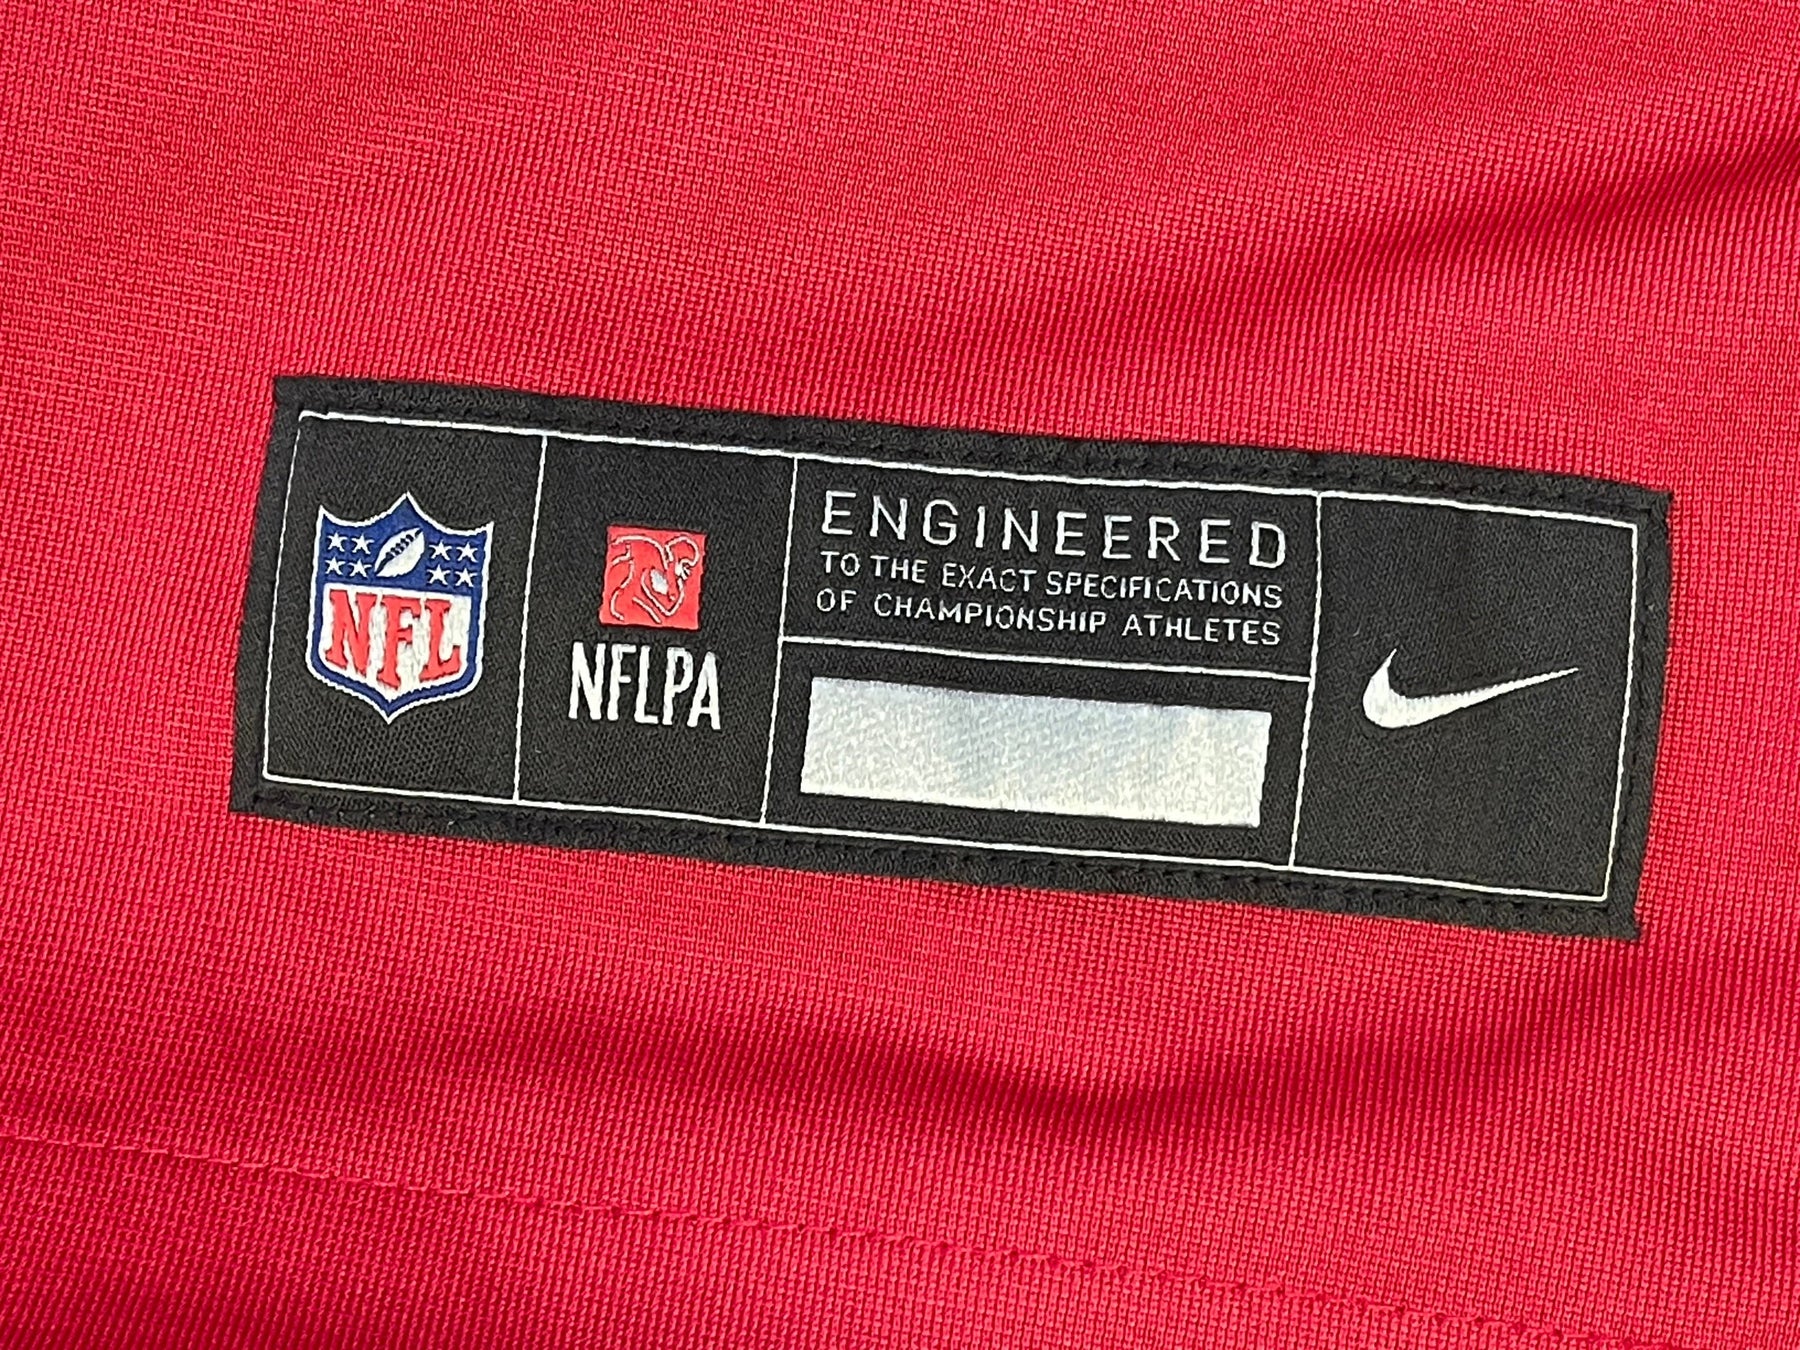 NFL
NFLPA
ENGINEERED
TO THE EXACT SPECIFICATIONS
OF CHAMPIONSHIP ATHLETES